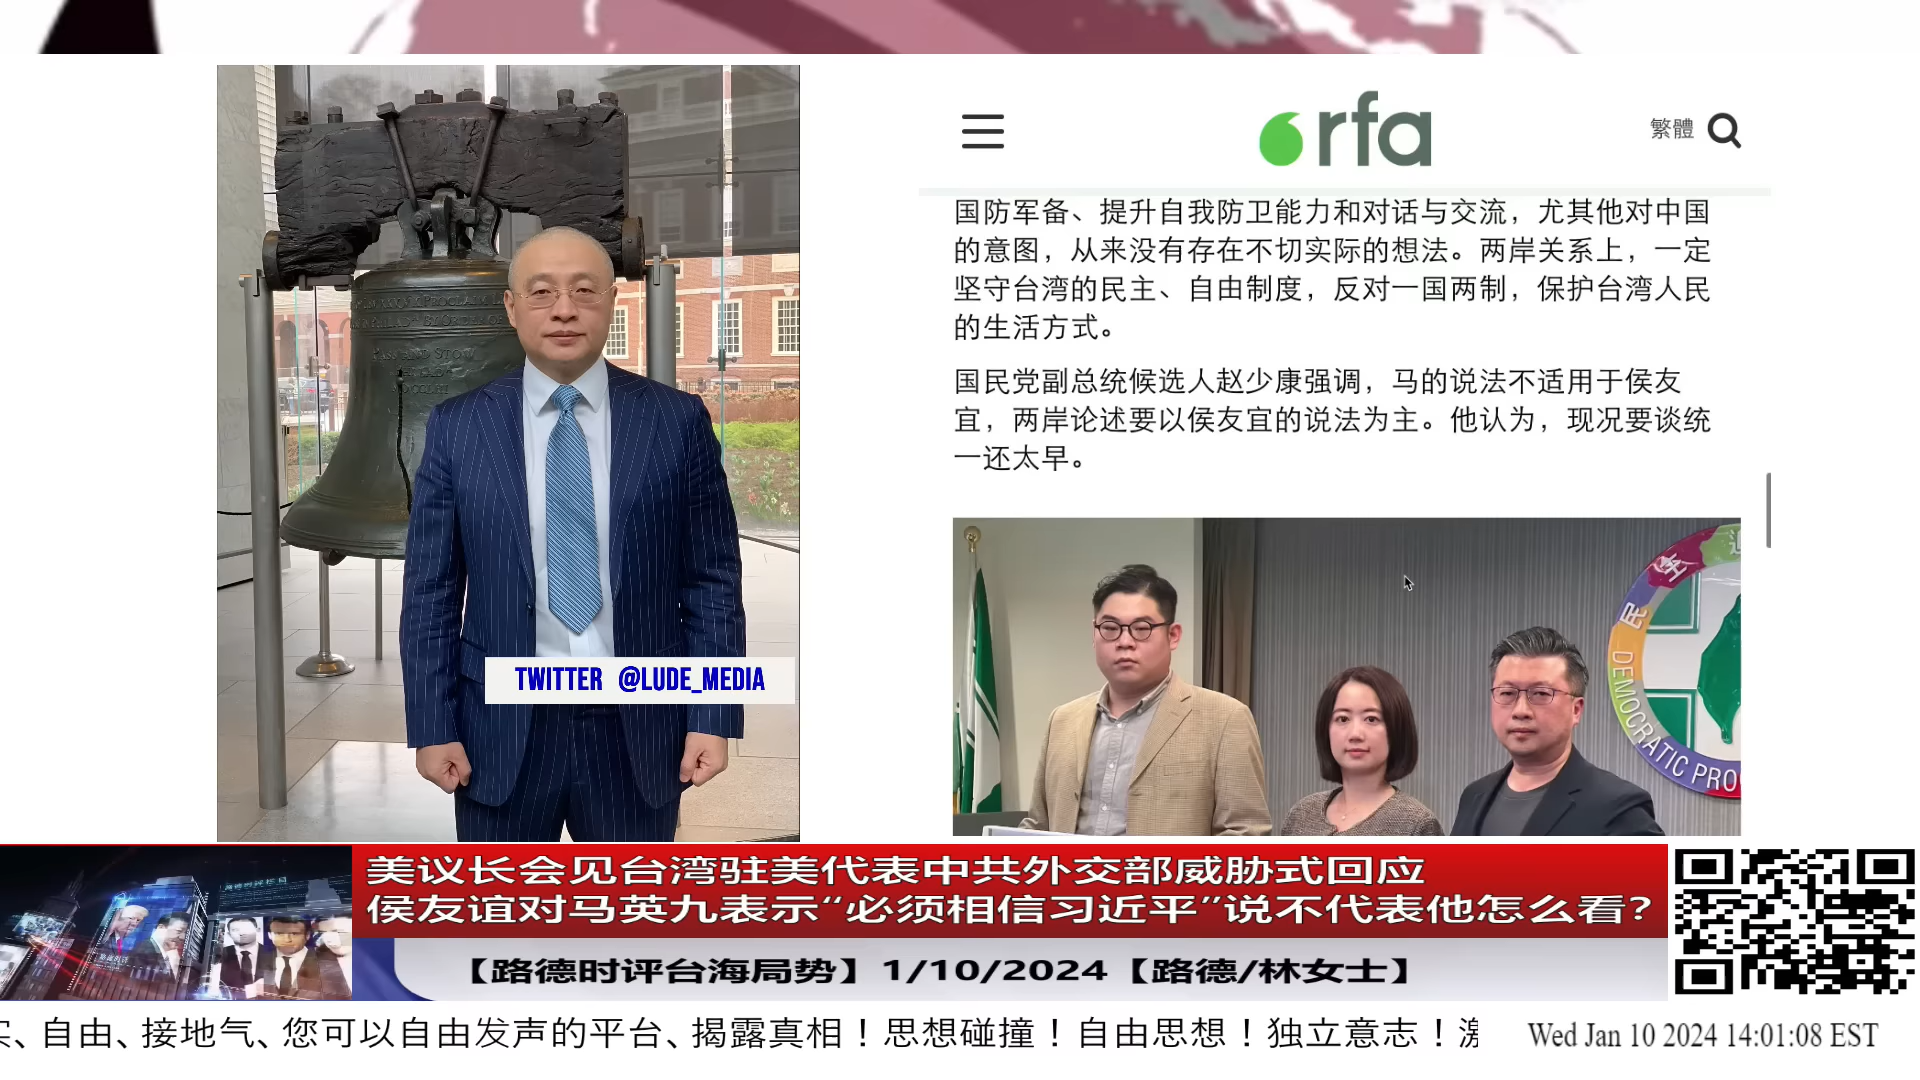 PASS AND STOW
TWITTER @LUDE_MEDIA
rfa
繁體
国防军备、提升自我防卫能力和对话与交流，尤其他对中国
的意图，从来没有存在不切实际的想法。两岸关系上，一定
坚守台湾的民主、自由制度，反对一国两制，保护台湾人民
的生活方式。
国民党副总统候选人赵少康强调，马的说法不适用于侯友
宜，两岸论述要以侯友宜的说法为主。他认为，现况要谈统
一还太早。
民主
DEMOCRATIC PRO
美议长会见台湾驻美代表中共外交部威胁式回应
侯友谊对马英九表示“必须相信习近平”说不代表他怎么看?
【路德时评台海局势】1/10/2024【路德/林女士】
、自由、接地气、您可以自由发声的平台、揭露真相！思想碰撞！自由思想！独立意志！
Wed Jan 10 2024 14:01:08 EST